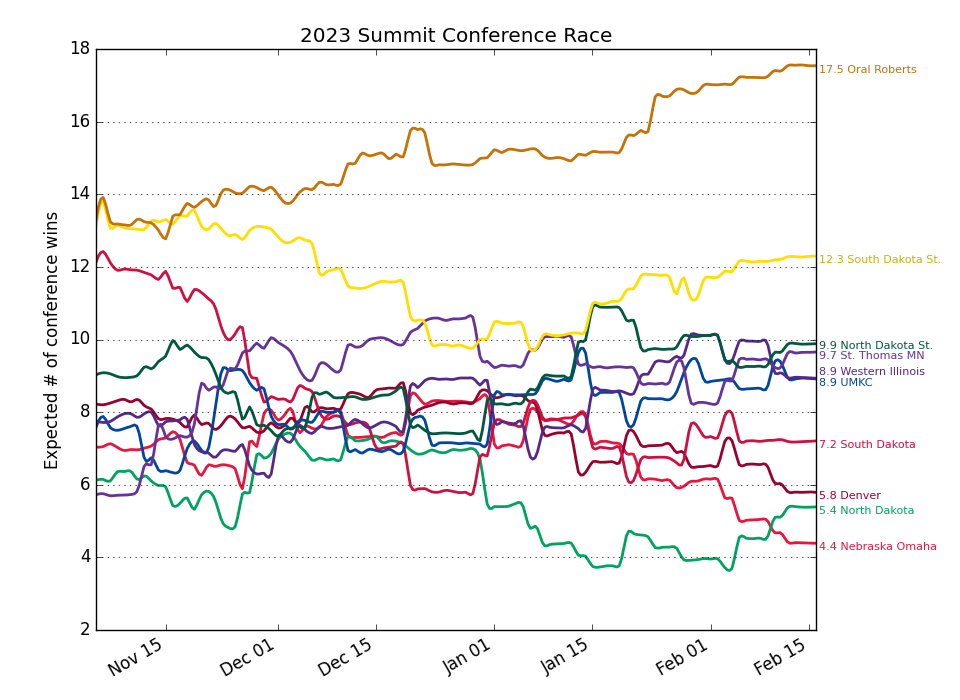 2023 Summit Conference Race
Expected # of conference wins
18
16
14
12
10
8
6
4
2
17.5 Oral Roberts
12.3 South Dakota St.
9.9 North Dakota St.
9.7 St. Thomas MN
8.9 Western Illinois
8.9 UMKC
7.2 South Dakota
5.8 Denver
5.4 North Dakota
4.4 Nebraska Omaha
Nov 15
Dec 01
Dec 15
Jan 01
Jan 15
Feb 01
Feb 15